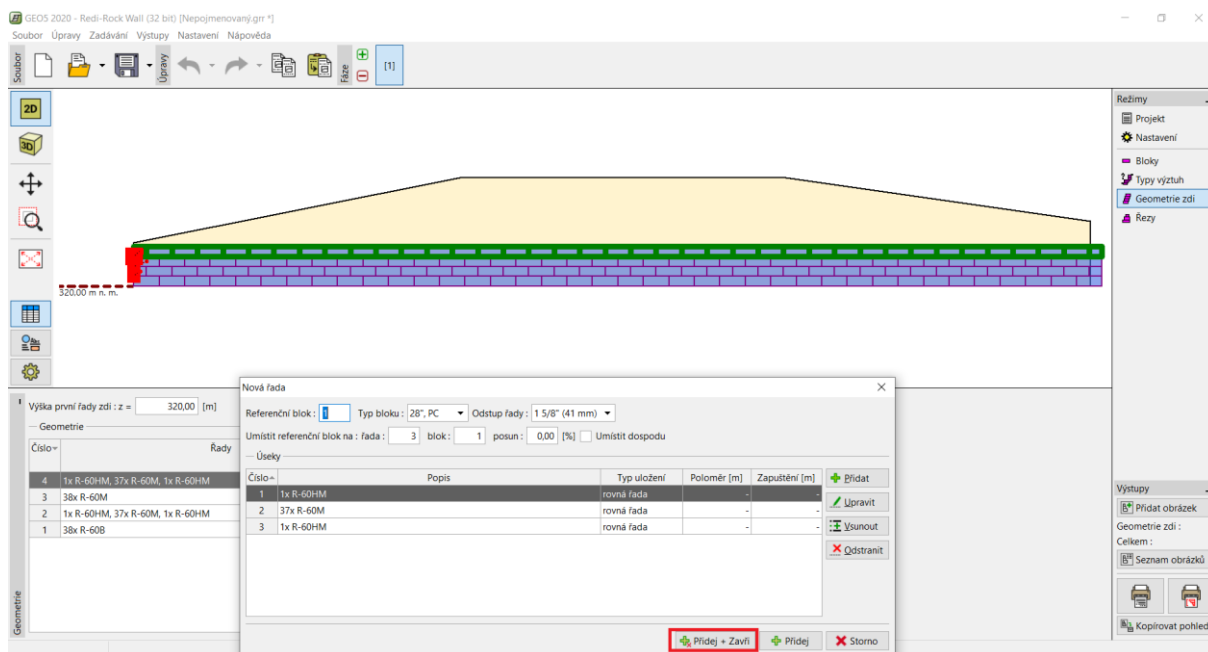 GEO5 2020 - Redi-Rock Wall (32 bit) [Nepojmenovaný.grr *]
Soubor Úpravy Zadávání Výstupy Nastavení Nápověda
Soubor
Úpravy
Fáze
[1]
2D
3D
320.00 m n. m.
Režimy
Projekt
Nastavení
Bloky
Typy výztuh
Geometrie zdi
Řezy
Geometrie
Výška první řady zdi : z = 320,00 [m]
Geometrie
Číslo Řady
4 1x R-60HM, 37x R-60M, 1x R-60HM
3 38x R-60M
2 1x R-60HM, 37x R-60M, 1x R-60HM
1 38x R-60B
Nová řada
Referenční blok : 1 Typ bloku : 28", PC Odstup řady : 1 5/8" (41 mm)
Umístit referenční blok na : řada : 3 blok : 1 posun : 0,00 [%] Umístit dospodu
Úseky
Číslo Popis Typ uložení Poloměr [m] Zapuštění [m]
1 1x R-60HM rovná řada - -
2 37x R-60M rovná řada - -
3 1x R-60HM rovná řada - -
Přidat
Upravit
Vsunout
Odstranit
Přidej + Zavři Přidej Storno
Výstupy
Přidat obrázek
Geometrie zdi :
Celkem :
Seznam obrázků
Kopírovat pohled